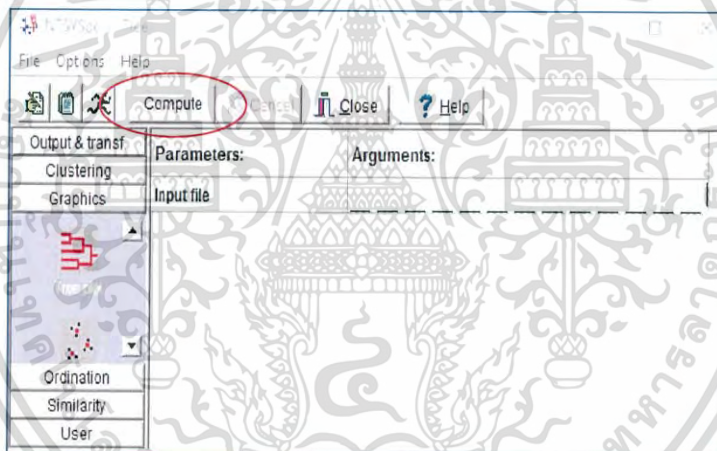 File Options Help
Compute Cancel Close ? Help
Output & transf.
Clustering
Graphics
Parameters: Arguments:
Input file
Ordination
Similarity
User